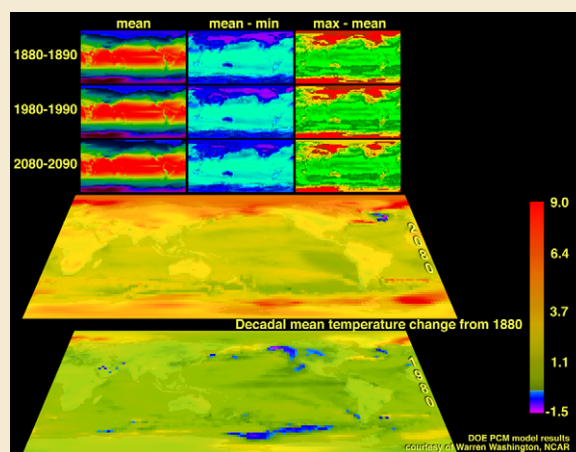 mean mean - min max - mean
1880-1890
1980-1990
2080-2090
2080
9.0
6.4
3.7
1.1
-1.5
Decadal mean temperature change from 1880
1980
DOE PCM model results
courtesy of Warren Washington, NCAR